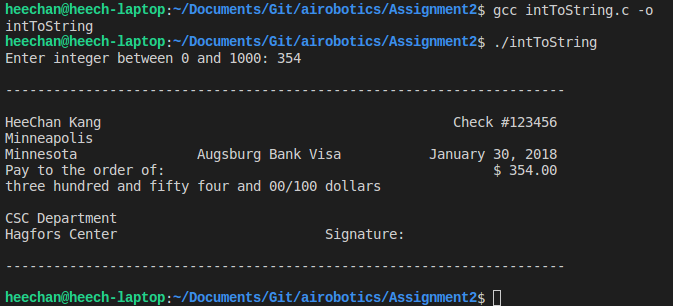 heechan@heech-laptop:~/Documents/Git/airobotics/Assignment2$ gcc intToString.c -o
intToString
heechan@heech-laptop:~/Documents/Git/airobotics/Assignment2$ ./intToString
Enter integer between 0 and 1000: 354
----------------------------------------------------------------------
HeeChan Kang                                            Check #123456
Minneapolis
Minnesota               Augsburg Bank Visa           January 30, 2018
Pay to the order of:                                         $ 354.00
three hundred and fifty four and 00/100 dollars
CSC Department
Hagfors Center                          Signature:
----------------------------------------------------------------------
heechan@heech-laptop:~/Documents/Git/airobotics/Assignment2$